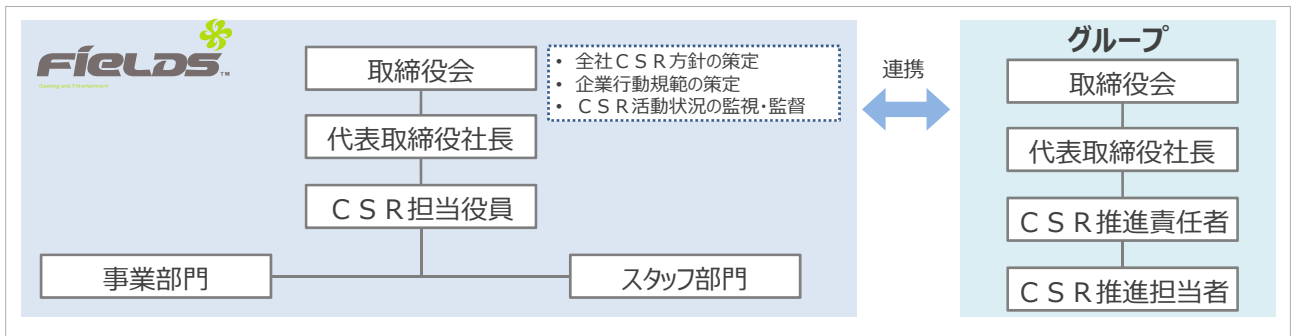 FIELDS™
Gaming and Entertainment
取締役会
・ 全社ＣＳＲ方針の策定
・ 企業行動規範の策定
・ ＣＳＲ活動状況の監視・監督
代表取締役社長
ＣＳＲ担当役員
事業部門
スタッフ部門
連携
グループ
取締役会
代表取締役社長
ＣＳＲ推進責任者
ＣＳＲ推進担当者